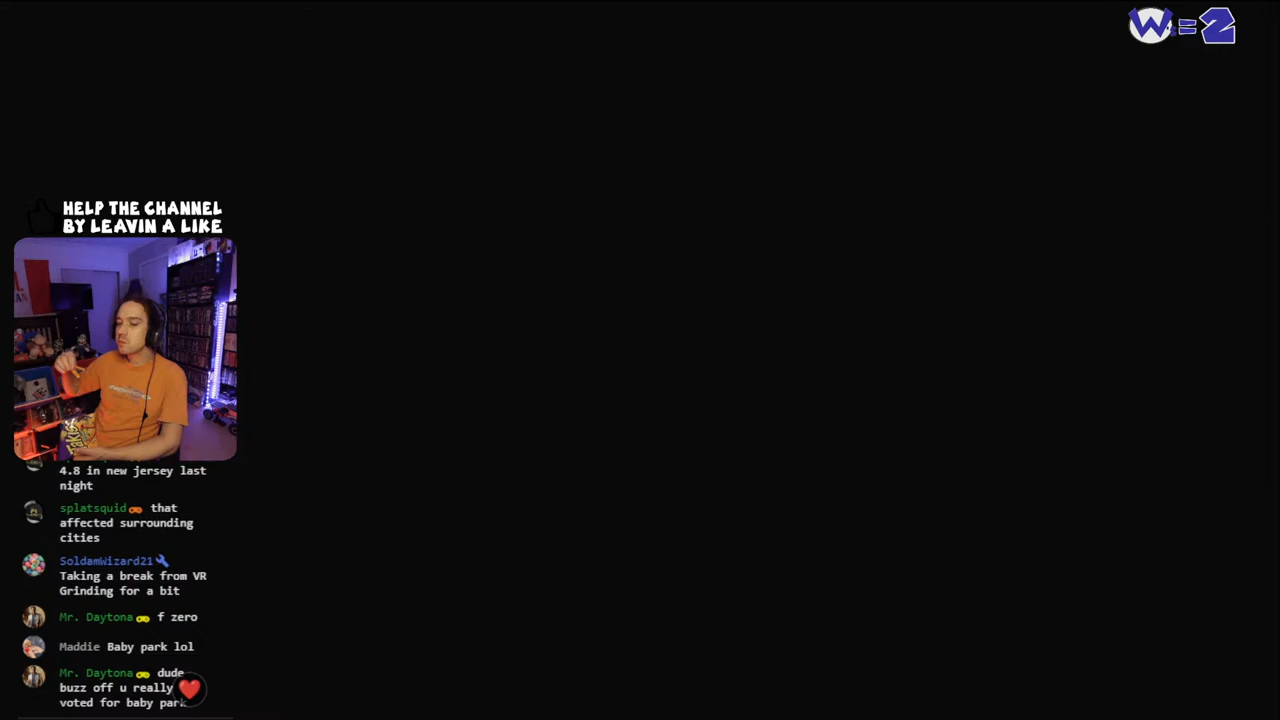 W=2
HELP THE CHANNEL
BY LEAVIN A LIKE
Takis
4.8 in new jersey last
night
splatsquid that
affected surrounding
cities
SoldamWizard21
Taking a break from VR
Grinding for a bit
Mr. Daytona f zero
Maddie Baby park lol
Mr. Daytona dude
buzz off u really
voted for baby park